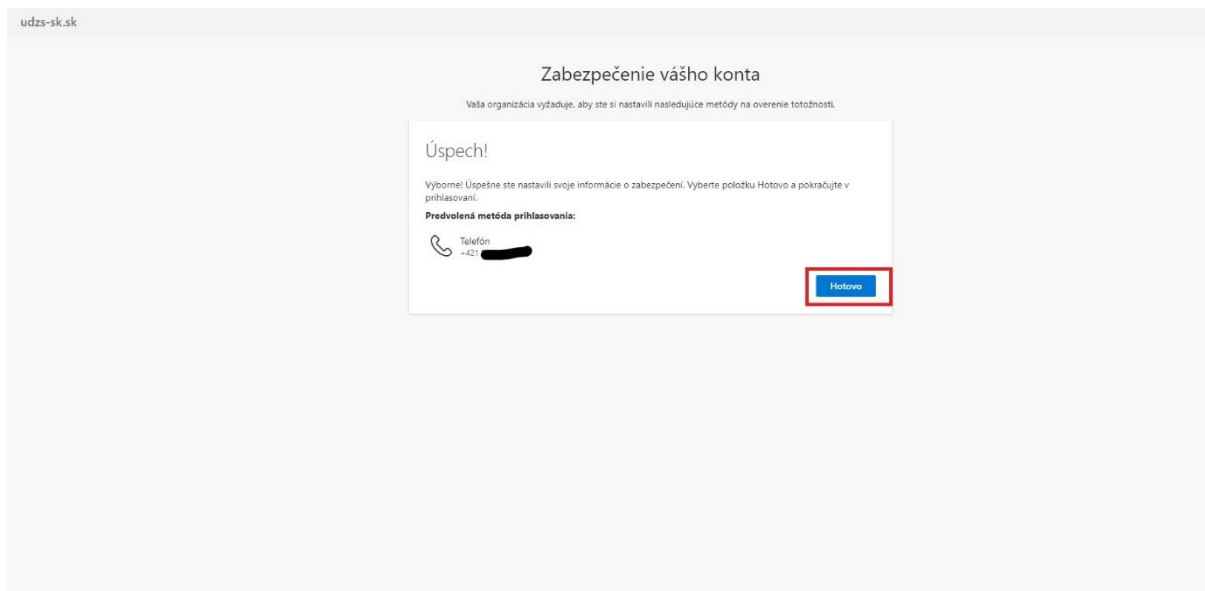 udzs-sk.sk
Zabezpečenie vášho konta
Vaša organizácia vyžaduje, aby ste si nastavili nasledujúce metódy na overenie totožnosti.
Úspech!
Výborne! Úspešne ste nastavili svoje informácie o zabezpečení. Vyberte položku Hotovo a pokračujte v
prihlasovaní.
Predvolená metóda prihlasovania:
Telefón
+421
Hotovo